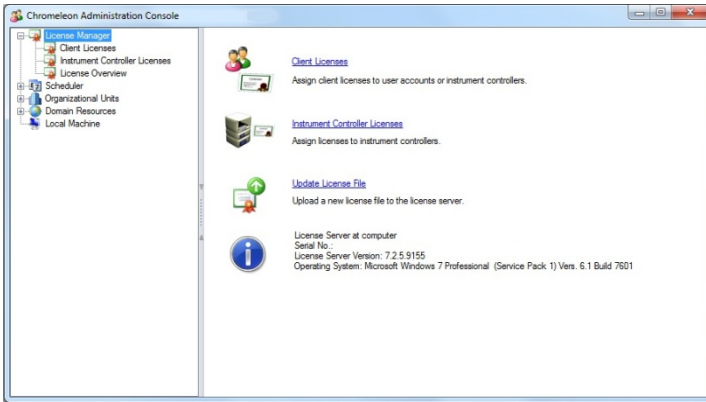 Chromeleon Administration Console
License Manager
Client Licenses
Instrument Controller Licenses
License Overview
Scheduler
Organizational Units
Domain Resources
Local Machine
Client Licenses
Assign client licenses to user accounts or instrument controllers.
Instrument Controller Licenses
Assign licenses to instrument controllers.
Update License File
Upload a new license file to the license server.
License Server at computer
Serial No.:
License Server Version: 7.2.5.9155
Operating System: Microsoft Windows 7 Professional (Service Pack 1) Vers. 6.1 Build 7601